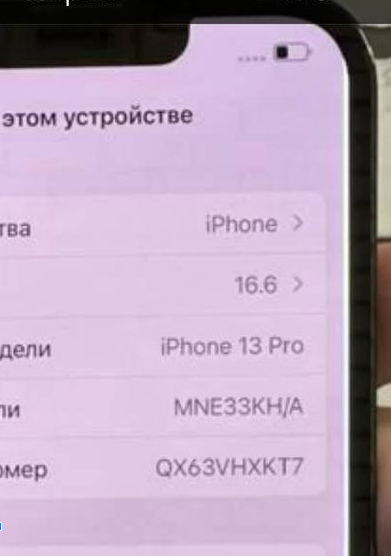 этом устройстве
тва
iPhone >
16.6 >
дели
iPhone 13 Pro
ли
MNE33KH/A
омер
QX63VHXKT7